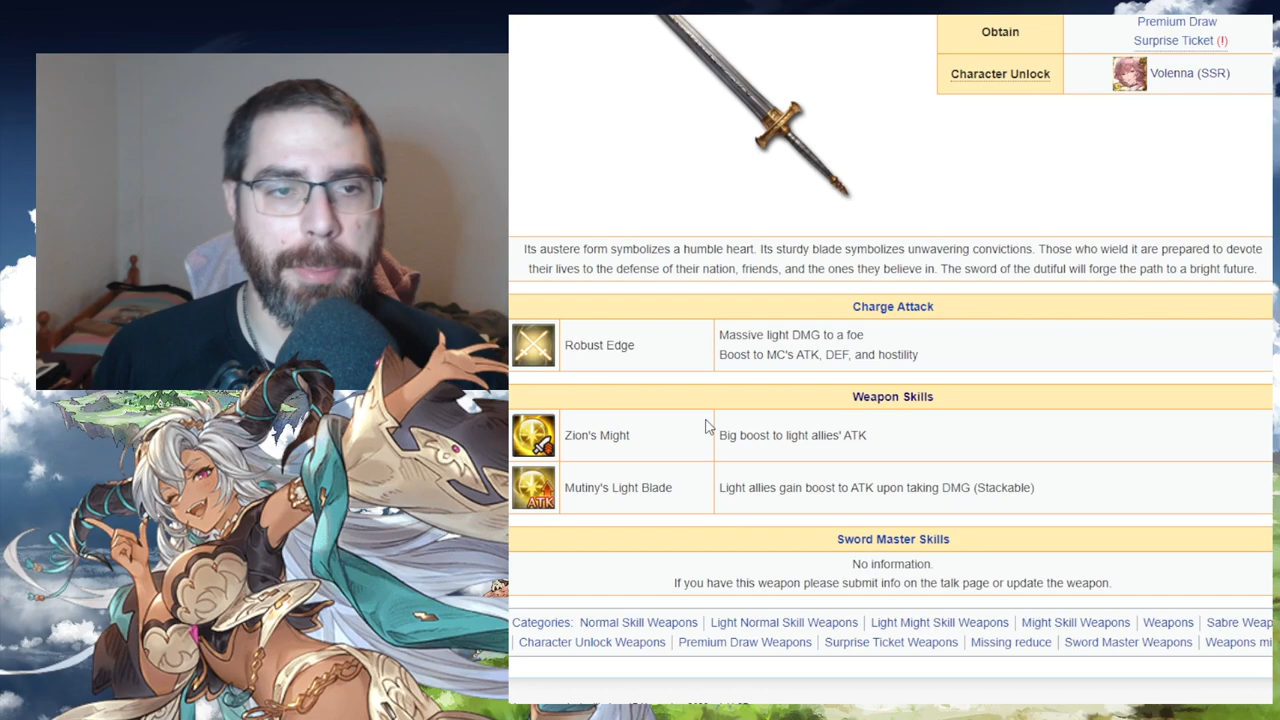 Obtain
Premium Draw
Surprise Ticket (!)
Character Unlock
Volenna (SSR)
Its austere form symbolizes a humble heart. Its sturdy blade symbolizes unwavering convictions. Those who wield it are prepared to devote
their lives to the defense of their nation, friends, and the ones they believe in. The sword of the dutiful will forge the path to a bright future.
Charge Attack
Robust Edge
Massive light DMG to a foe
Boost to MC's ATK, DEF, and hostility
Weapon Skills
Zion's Might
Big boost to light allies' ATK
ATK
Mutiny's Light Blade
Light allies gain boost to ATK upon taking DMG (Stackable)
Sword Master Skills
No information.
If you have this weapon please submit info on the talk page or update the weapon.
Categories: Normal Skill Weapons | Light Normal Skill Weapons | Light Might Skill Weapons | Might Skill Weapons | Weapons | Sabre Weap
| Character Unlock Weapons | Premium Draw Weapons | Surprise Ticket Weapons | Missing reduce | Sword Master Weapons | Weapons mi